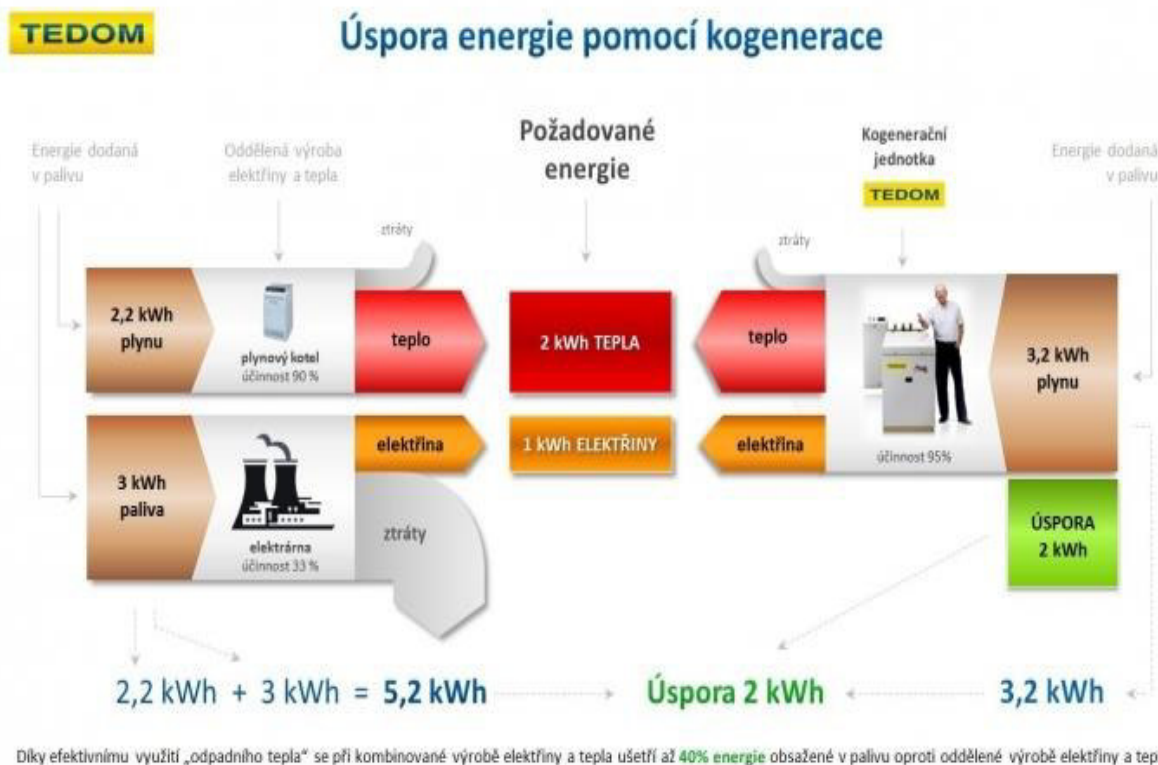 TEDOM
Úspora energie pomocí kogenerace
Energie dodaná
v palivu
Oddělená výroba
elektřiny a tepla
Požadované
energie
Kogenerační
jednotka
TEDOM
Energie dodaná
v palivu
ztráty
ztráty
2,2 kWh
plynu
plynový kotel
účinnost 90 %
teplo
2 kWh TEPLA
teplo
3,2 kWh
plynu
elektřina
1 kWh ELEKTŘINY
elektřina
účinnost 95%
3 kWh
paliva
elektrárna
účinnost 33 %
ztráty
ÚSPORA
2 kWh
2,2 kWh + 3 kWh = 5,2 kWh
Úspora 2 kWh
3,2 kWh
Díky efektivnímu využití „odpadního tepla“ se při kombinované výrobě elektřiny a tepla ušetří až 40% energie obsažené v palivu oproti oddělené výrobě elektřiny a tep